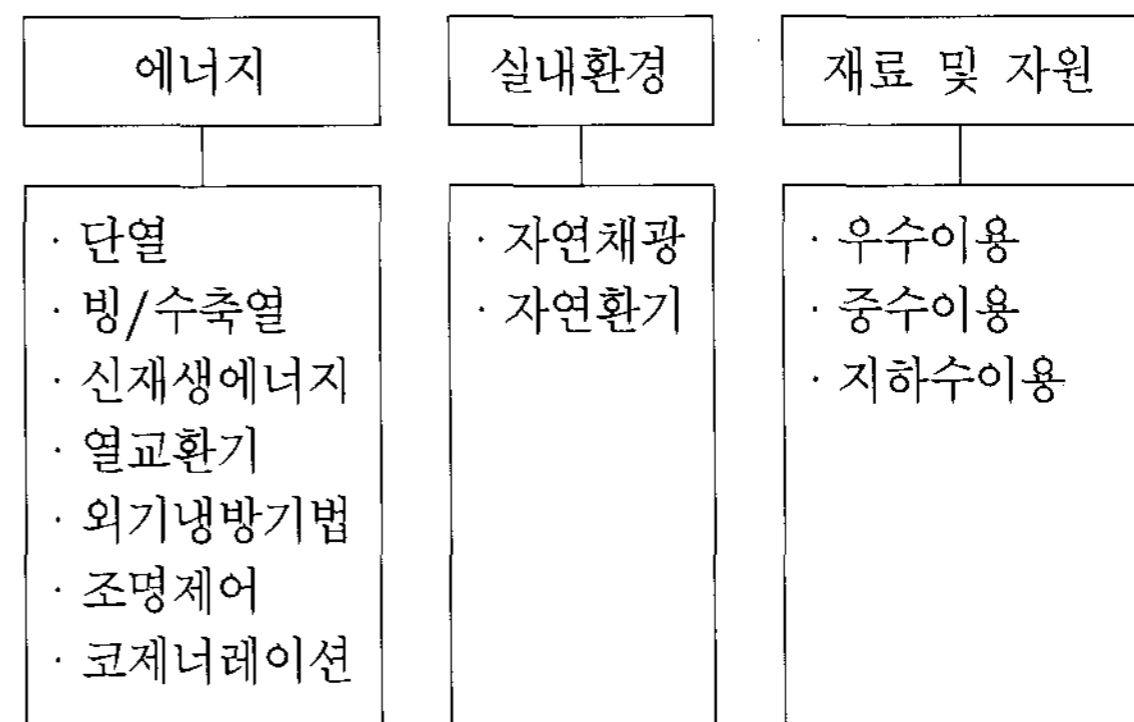 에너지
· 단열
· 빙/수축열
· 신재생에너지
· 열교환기
· 외기냉방기법
· 조명제어
· 코제너레이션
실내환경
· 자연채광
· 자연환기
재료 및 자원
· 우수이용
· 중수이용
· 지하수이용